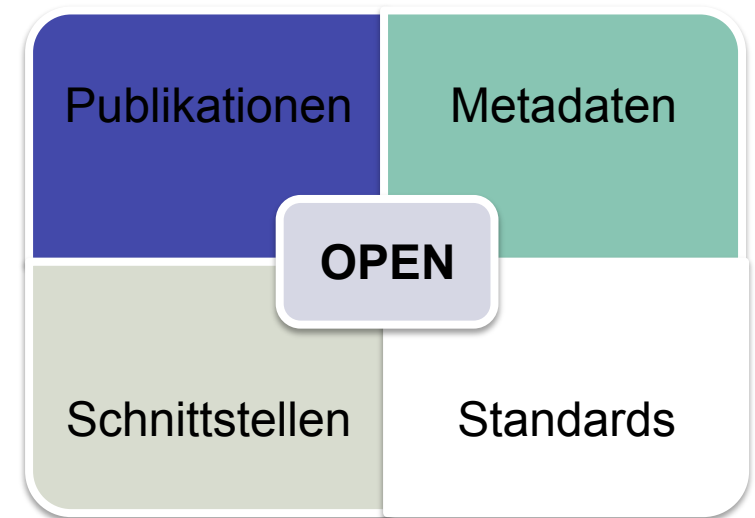 Publikationen
Metadaten
OPEN
Schnittstellen
Standards